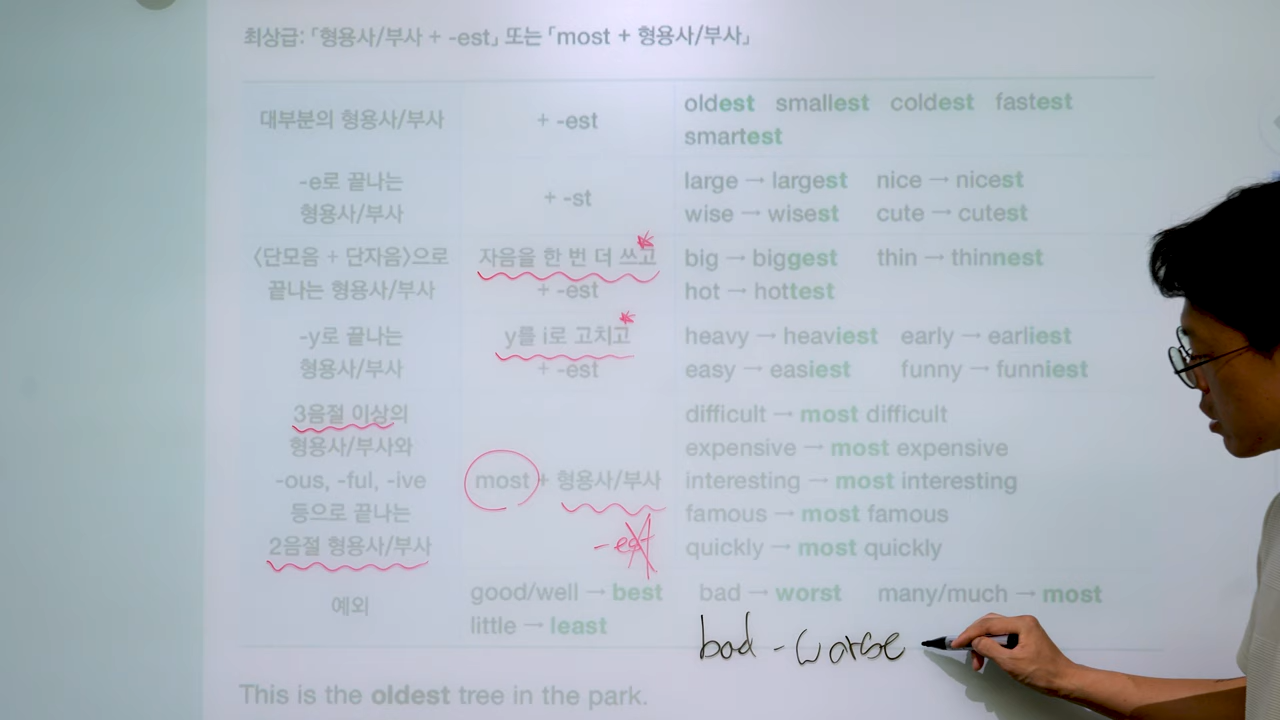 최상급: 「형용사/부사 + -est」 또는 「most + 형용사/부사」
대부분의 형용사/부사
+ -est
oldest smallest coldest fastest
smartest
-e로 끝나는
형용사/부사
+ -st
large → largest nice → nicest
wise → wisest cute → cutest
〈단모음 + 단자음〉으로
끝나는 형용사/부사
자음을 한 번 더 쓰고
+ -est
big → biggest thin → thinnest
hot → hottest
-y로 끝나는
형용사/부사
y를 i로 고치고
+ -est
heavy → heaviest early → earliest
easy → easiest funny → funniest
3음절 이상의
형용사/부사와
-ous, -ful, -ive
등으로 끝나는
2음절 형용사/부사
most + 형용사/부사
-est
difficult → most difficult
expensive → most expensive
interesting → most interesting
famous → most famous
quickly → most quickly
예외
good/well → best bad → worst many/much → most
little → least
bad - worse
This is the oldest tree in the park.